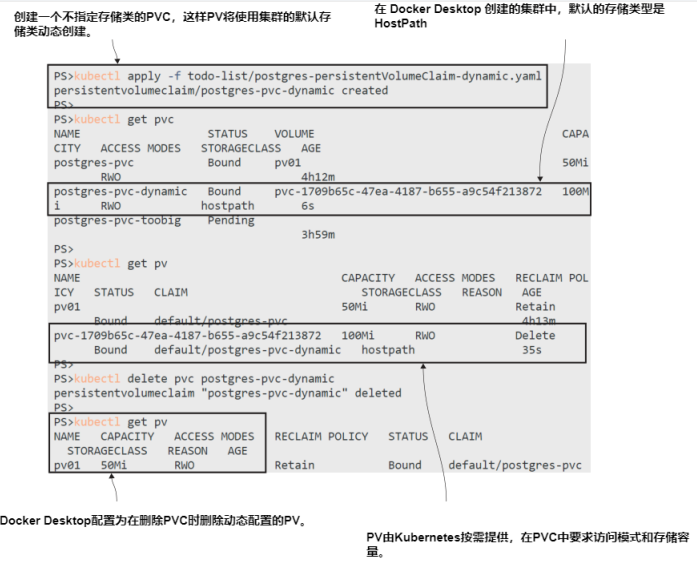 创建一个不指定存储类的PVC，这样PV将使用集群的默认存
储类动态创建。
在 Docker Desktop 创建的集群中，默认的存储类型是
HostPath
PS>kubectl apply -f todo-list/postgres-persistentVolumeClaim-dynamic.yaml
persistentvolumeclaim/postgres-pvc-dynamic created
PS>
PS>kubectl get pvc
NAME STATUS VOLUME CAPA
CITY ACCESS MODES STORAGECLASS AGE
postgres-pvc Bound pv01 50Mi
RWO 4h12m
postgres-pvc-dynamic Bound pvc-1709b65c-47ea-4187-b655-a9c54f213872 100M
i RWO hostpath 6s
postgres-pvc-toobig Pending
3h59m
PS>
PS>kubectl get pv
NAME CAPACITY ACCESS MODES RECLAIM POL
ICY STATUS CLAIM STORAGECLASS REASON AGE
pv01 50Mi RWO Retain
Bound default/postgres-pvc 4h13m
pvc-1709b65c-47ea-4187-b655-a9c54f213872 100Mi RWO Delete
Bound default/postgres-pvc-dynamic hostpath 35s
PS>
PS>kubectl delete pvc postgres-pvc-dynamic
persistentvolumeclaim "postgres-pvc-dynamic" deleted
PS>
PS>kubectl get pv
NAME CAPACITY ACCESS MODES RECLAIM POLICY STATUS CLAIM
STORAGECLASS REASON AGE
pv01 50Mi RWO Retain Bound default/postgres-pvc
Docker Desktop配置为在删除PVC时删除动态配置的PV。
PV由Kubernetes按需提供，在PVC中要求访问模式和存储容
量。